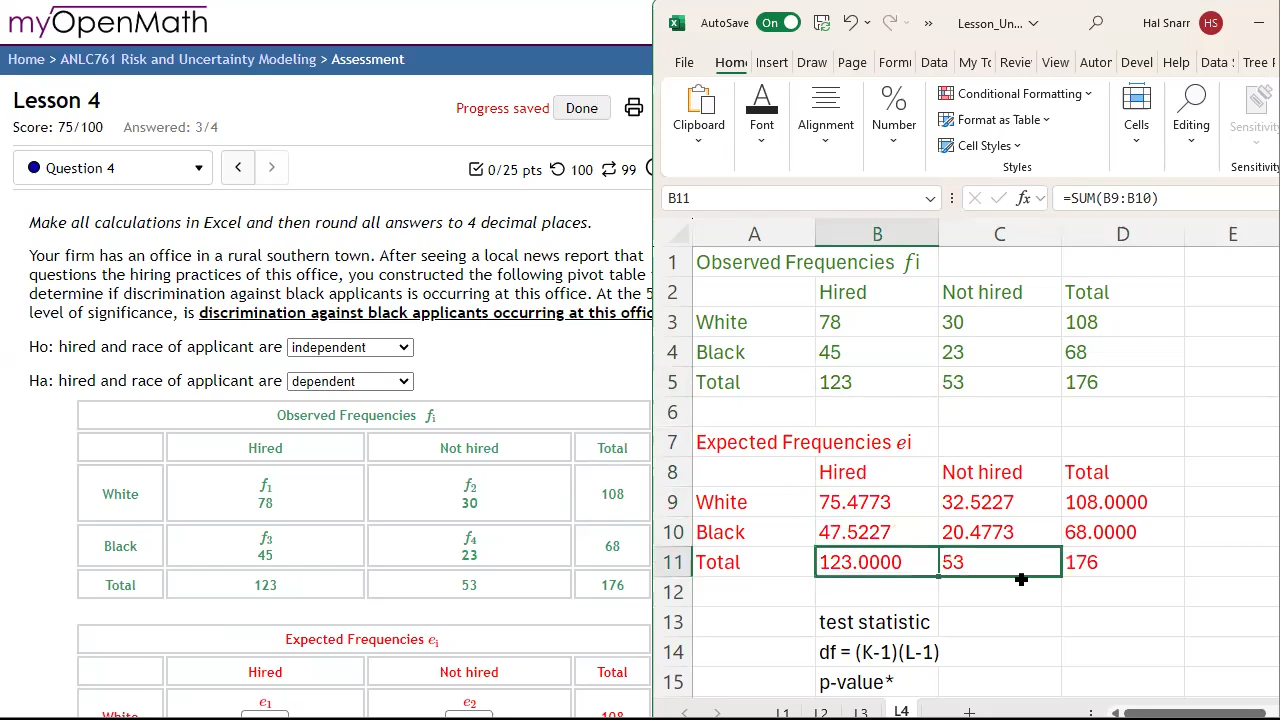 myOpenMath
Home > ANLC761 Risk and Uncertainty Modeling > Assessment
Lesson 4
Progress saved
Done
Score: 75/100 Answered: 3/4
Question 4
0/25 pts 100 99
Make all calculations in Excel and then round all answers to 4 decimal places.
Your firm has an office in a rural southern town. After seeing a local news report that
questions the hiring practices of this office, you constructed the following pivot table
determine if discrimination against black applicants is occurring at this office. At the 5
level of significance, is discrimination against black applicants occurring at this offic
Ho: hired and race of applicant are independent
Ha: hired and race of applicant are dependent
Observed Frequencies fi
Hired Not hired Total
White f1 78 f2 30 108
Black f3 45 f4 23 68
Total 123 53 176
Expected Frequencies ei
Hired Not hired Total
e1 e2
White 108
AutoSave On Lesson_Un... Hal Snarr HS
File Home Insert Draw Page Formu Data My To Revie View Autor Devel Help Data Tree P
Clipboard Font Alignment Number
Conditional Formatting
Format as Table
Cell Styles
Styles
Cells Editing Sensitivity
Sensitivity
B11 fx =SUM(B9:B10)
A B C D E
1 Observed Frequencies fi
2 Hired Not hired Total
3 White 78 30 108
4 Black 45 23 68
5 Total 123 53 176
6
7 Expected Frequencies ei
8 Hired Not hired Total
9 White 75.4773 32.5227 108.0000
10 Black 47.5227 20.4773 68.0000
11 Total 123.0000 53 176
12
13 test statistic
14 df = (K-1)(L-1)
15 p-value*
L1 L2 L3 L4